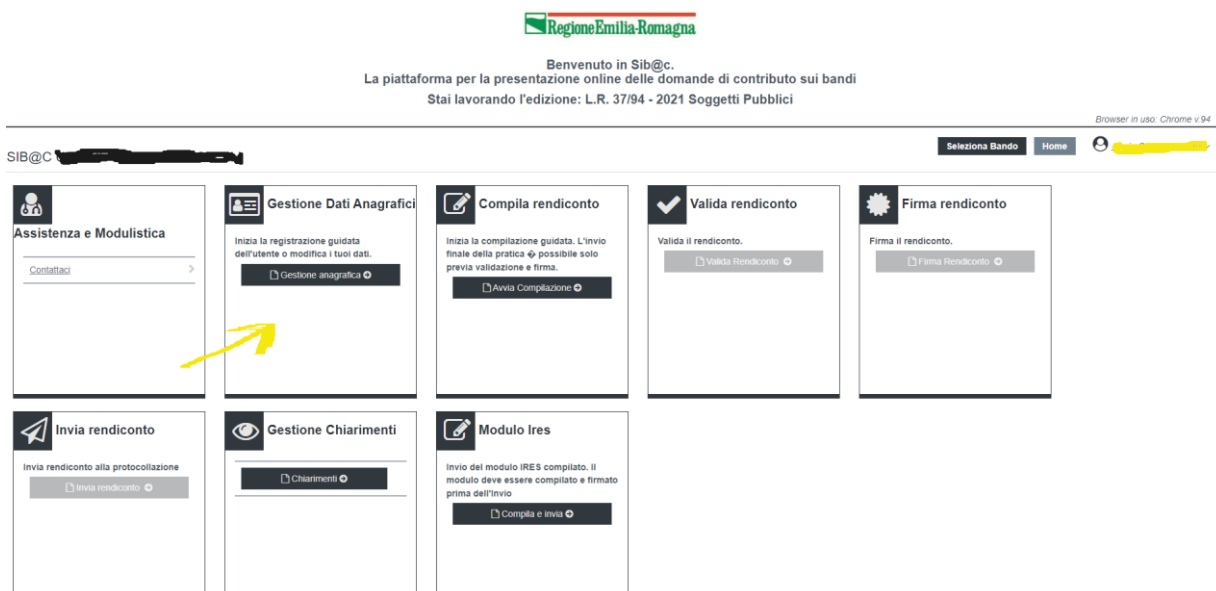 RegioneEmilia-Romagna
Benvenuto in Sib@c.
La piattaforma per la presentazione online delle domande di contributo sui bandi
Stai lavorando l'edizione: L.R. 37/94 - 2021 Soggetti Pubblici
Browser in uso: Chrome v.94
SIB@C
Seleziona Bando
Home
Assistenza e Modulistica
Contattaci
Gestione Dati Anagrafici
Inizia la registrazione guidata
dell'utente o modifica i tuoi dati.
Gestione anagrafica
Compila rendiconto
Inizia la compilazione guidata. L'invio
finale della pratica � possibile solo
previa validazione e firma.
Avvia Compilazione
Valida rendiconto
Valida il rendiconto.
Valida Rendiconto
Firma rendiconto
Firma il rendiconto.
Firma Rendiconto
Invia rendiconto
Invia rendiconto alla protocollazione
Invia rendiconto
Gestione Chiarimenti
Chiarimenti
Modulo Ires
Invio del modulo IRES compilato. Il
modulo deve essere compilato e firmato
prima dell'Invio
Compila e invia